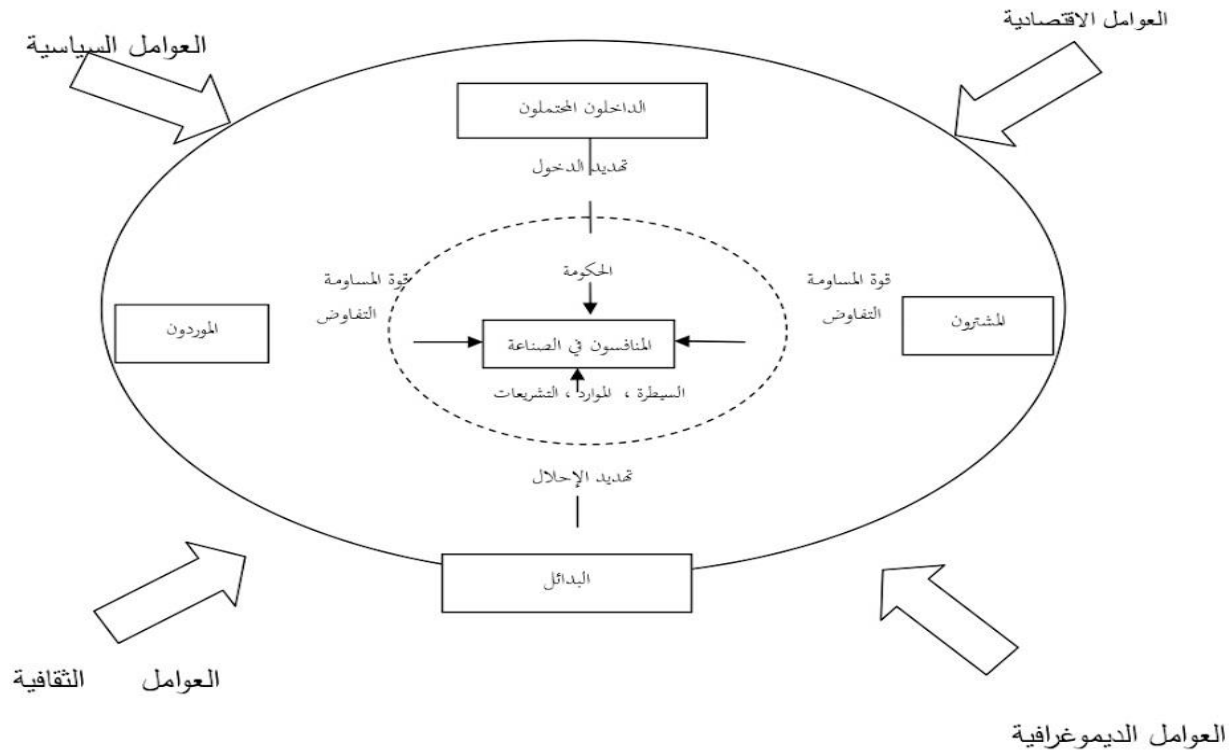 العوامل الاقتصادية
العوامل السياسية
الداخلون المحتملون
تهديد الدخول
الحكومة
قوة المساومة
التفاوض
المشترون
المنافسون في الصناعة
قوة المساومة
التفاوض
الموردون
السيطرة ، الموارد ، التشريعات
تهديد الإحلال
البدائل
العوامل الثقافية
العوامل الديموغرافية